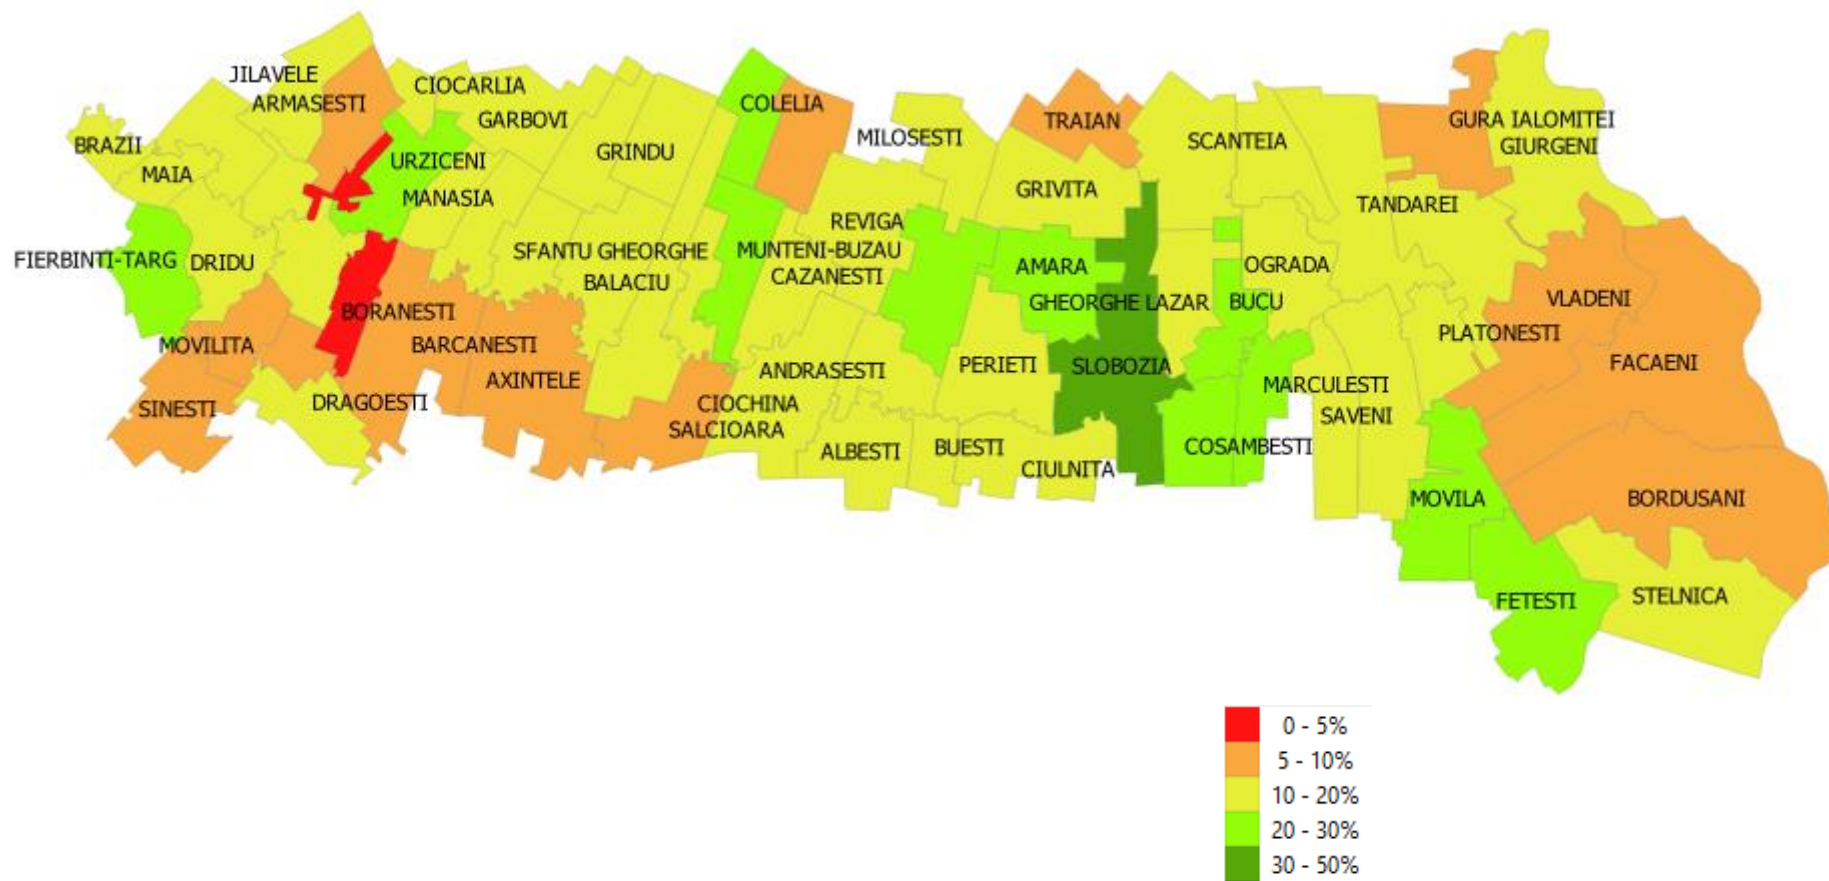 JILAVELE
ARMASESTI
CIOCARLIA
GARBOVI
BRAZII
MAIA
URZICENI
MANASIA
GRINDU
COLELIA
MILOSESTI
TRAIAN
GRIVITA
SCANTEIA
GURA IALOMITEI
GIURGENI
TANDAREI
FIERBINTI-TARG
DRIDU
SFANTU GHEORGHE
BALACIU
REVIGA
MUNTENI-BUZAU
CAZANESTI
AMARA
GHEORGHE LAZAR
OGRADA
BUCU
VLADENI
PLATONESTI
FACAENI
MOVILITA
BORANESTI
BARCANESTI
AXINTELE
ANDRASESTI
PERIETI
SLOBOZIA
MARCULESTI
SAVENI
SINESTI
DRAGOESTI
CIOCHINA
SALCIOARA
ALBESTI
BUESTI
CIULNITA
COSAMBESTI
MOVILA
BORDUSANI
FETESTI
STELNICA
0 - 5%
5 - 10%
10 - 20%
20 - 30%
30 - 50%